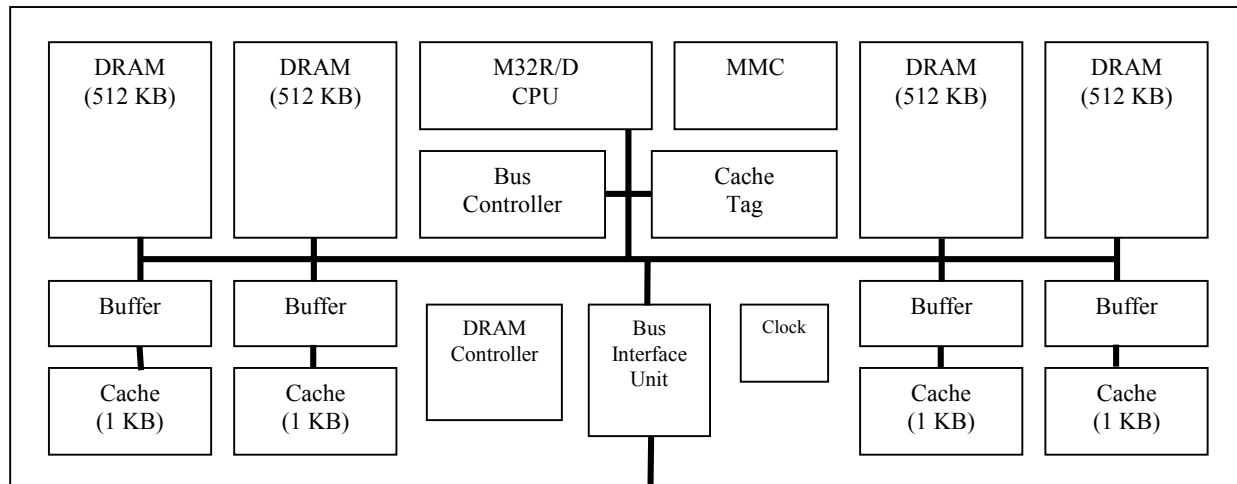 DRAM
(512 KB)
DRAM
(512 KB)
M32R/D
CPU
MMC
DRAM
(512 KB)
DRAM
(512 KB)
Bus
Controller
Cache
Tag
Buffer
Buffer
DRAM
Controller
Bus
Interface
Unit
Clock
Buffer
Buffer
Cache
(1 KB)
Cache
(1 KB)
Cache
(1 KB)
Cache
(1 KB)